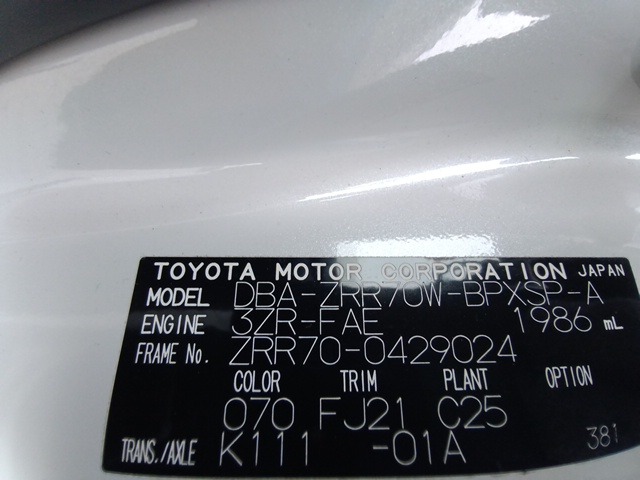 TOYOTA MOTOR CORPORATION JAPAN
MODEL DBA-ZRR70W-BPXSP-A
ENGINE 3ZR-FAE 1986 mL
FRAME No. ZRR70-0429024
COLOR TRIM PLANT OPTION
070 FJ21 C25
TRANS./AXLE K111 -01A 381